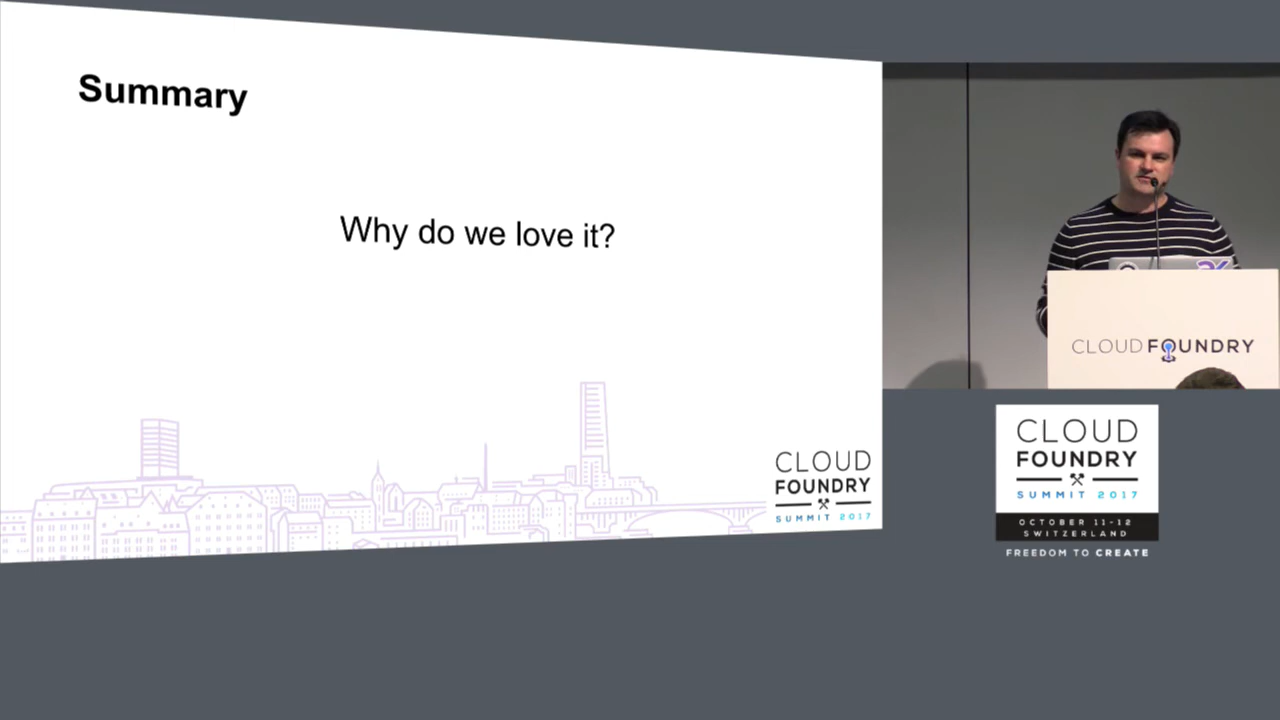 Summary
Why do we love it?
CLOUD
FOUNDRY
SUMMIT 2017
CLOUD FOUNDRY
CLOUD
FOUNDRY
SUMMIT 2017
OCTOBER 11-12
SWITZERLAND
FREEDOM TO CREATE